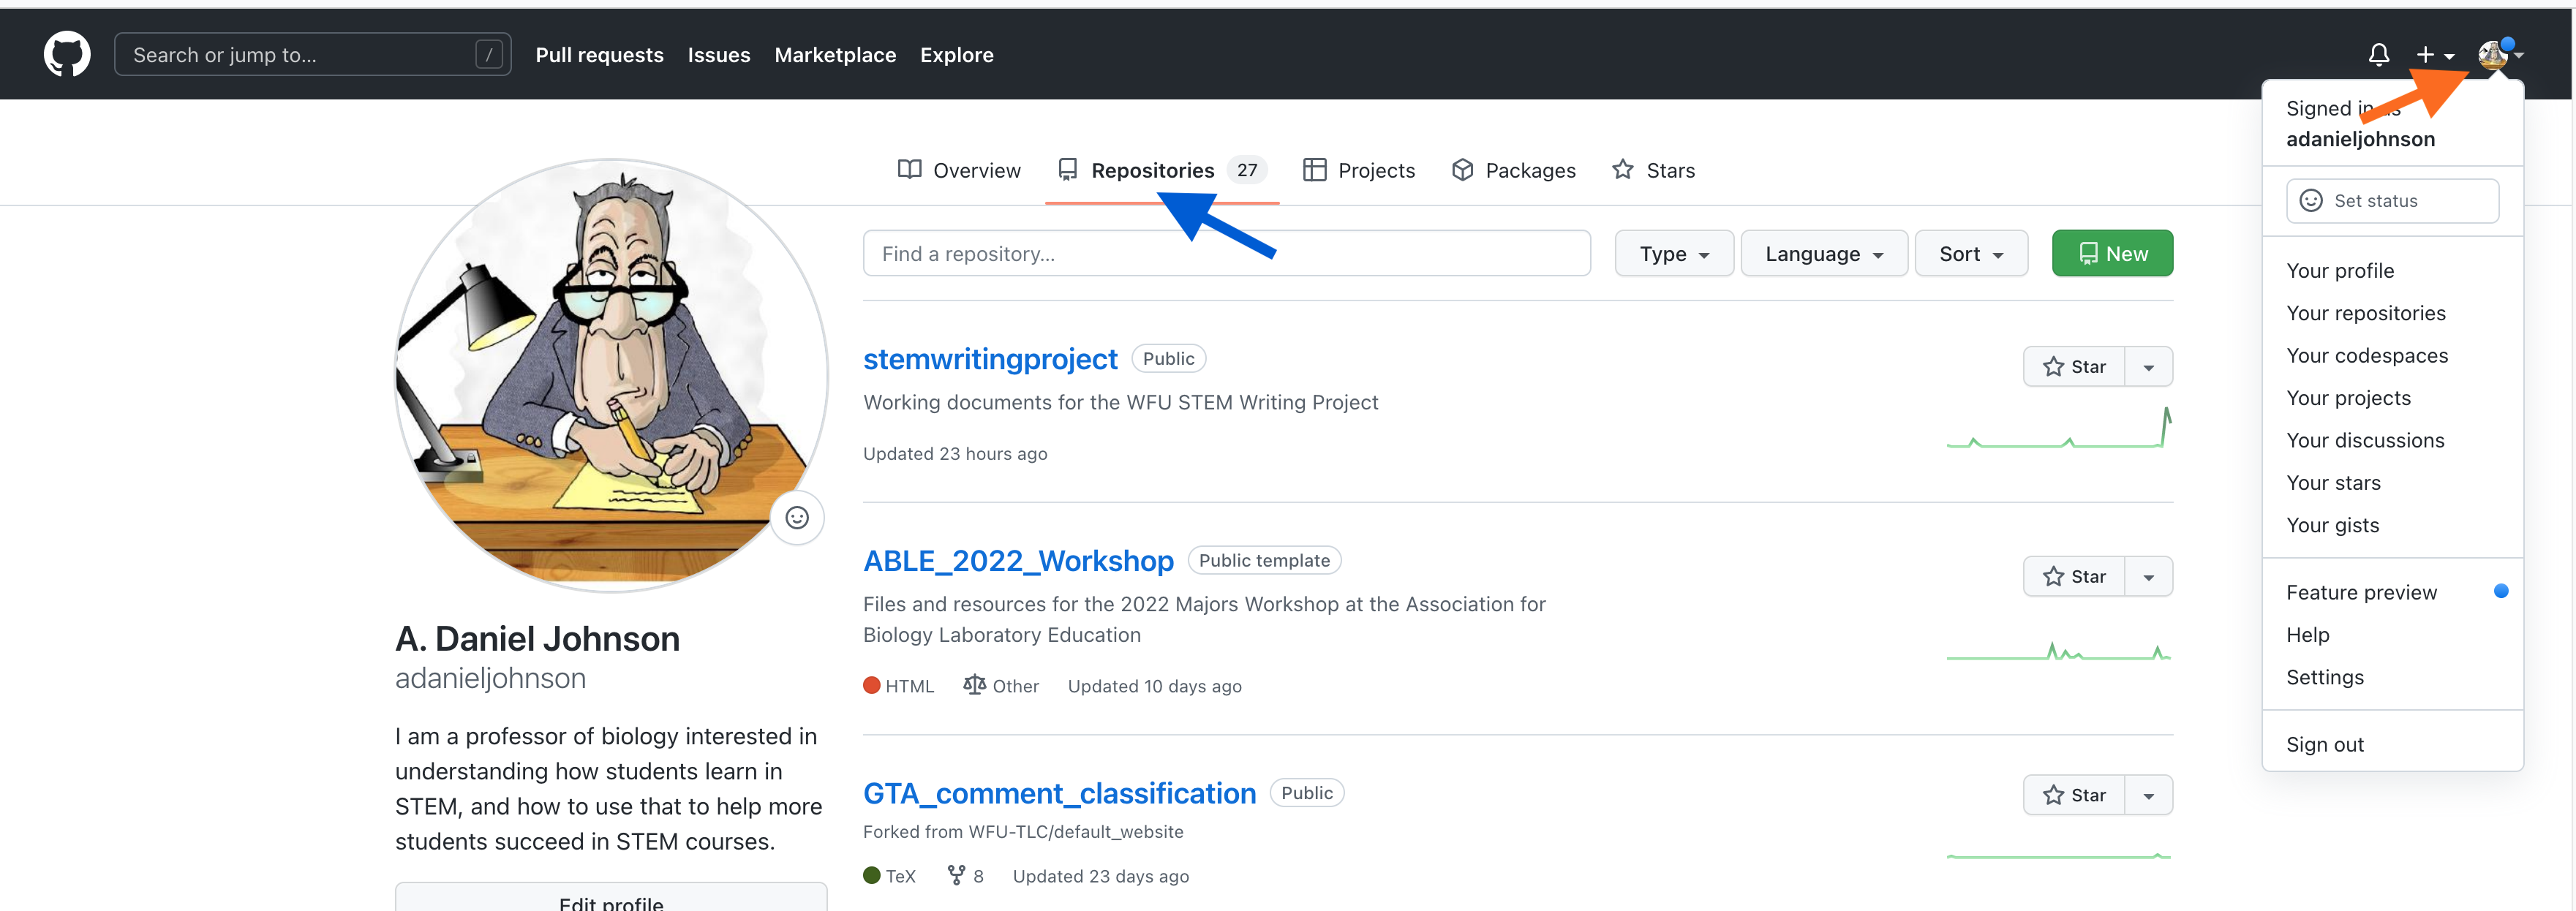 Search or jump to... / Pull requests Issues Marketplace Explore
Overview Repositories 27 Projects Packages Stars
Find a repository... Type Language Sort New
stemwritingproject Public
Star
Working documents for the WFU STEM Writing Project
Updated 23 hours ago
ABLE_2022_Workshop Public template
Star
Files and resources for the 2022 Majors Workshop at the Association for
Biology Laboratory Education
HTML Other Updated 10 days ago
GTA_comment_classification Public
Star
Forked from WFU-TLC/default_website
TeX 8 Updated 23 days ago
A. Daniel Johnson
adanieljohnson
I am a professor of biology interested in
understanding how students learn in
STEM, and how to use that to help more
students succeed in STEM courses.
Edit profile
Signed in as
adanieljohnson
Set status
Your profile
Your repositories
Your codespaces
Your projects
Your discussions
Your stars
Your gists
Feature preview
Help
Settings
Sign out